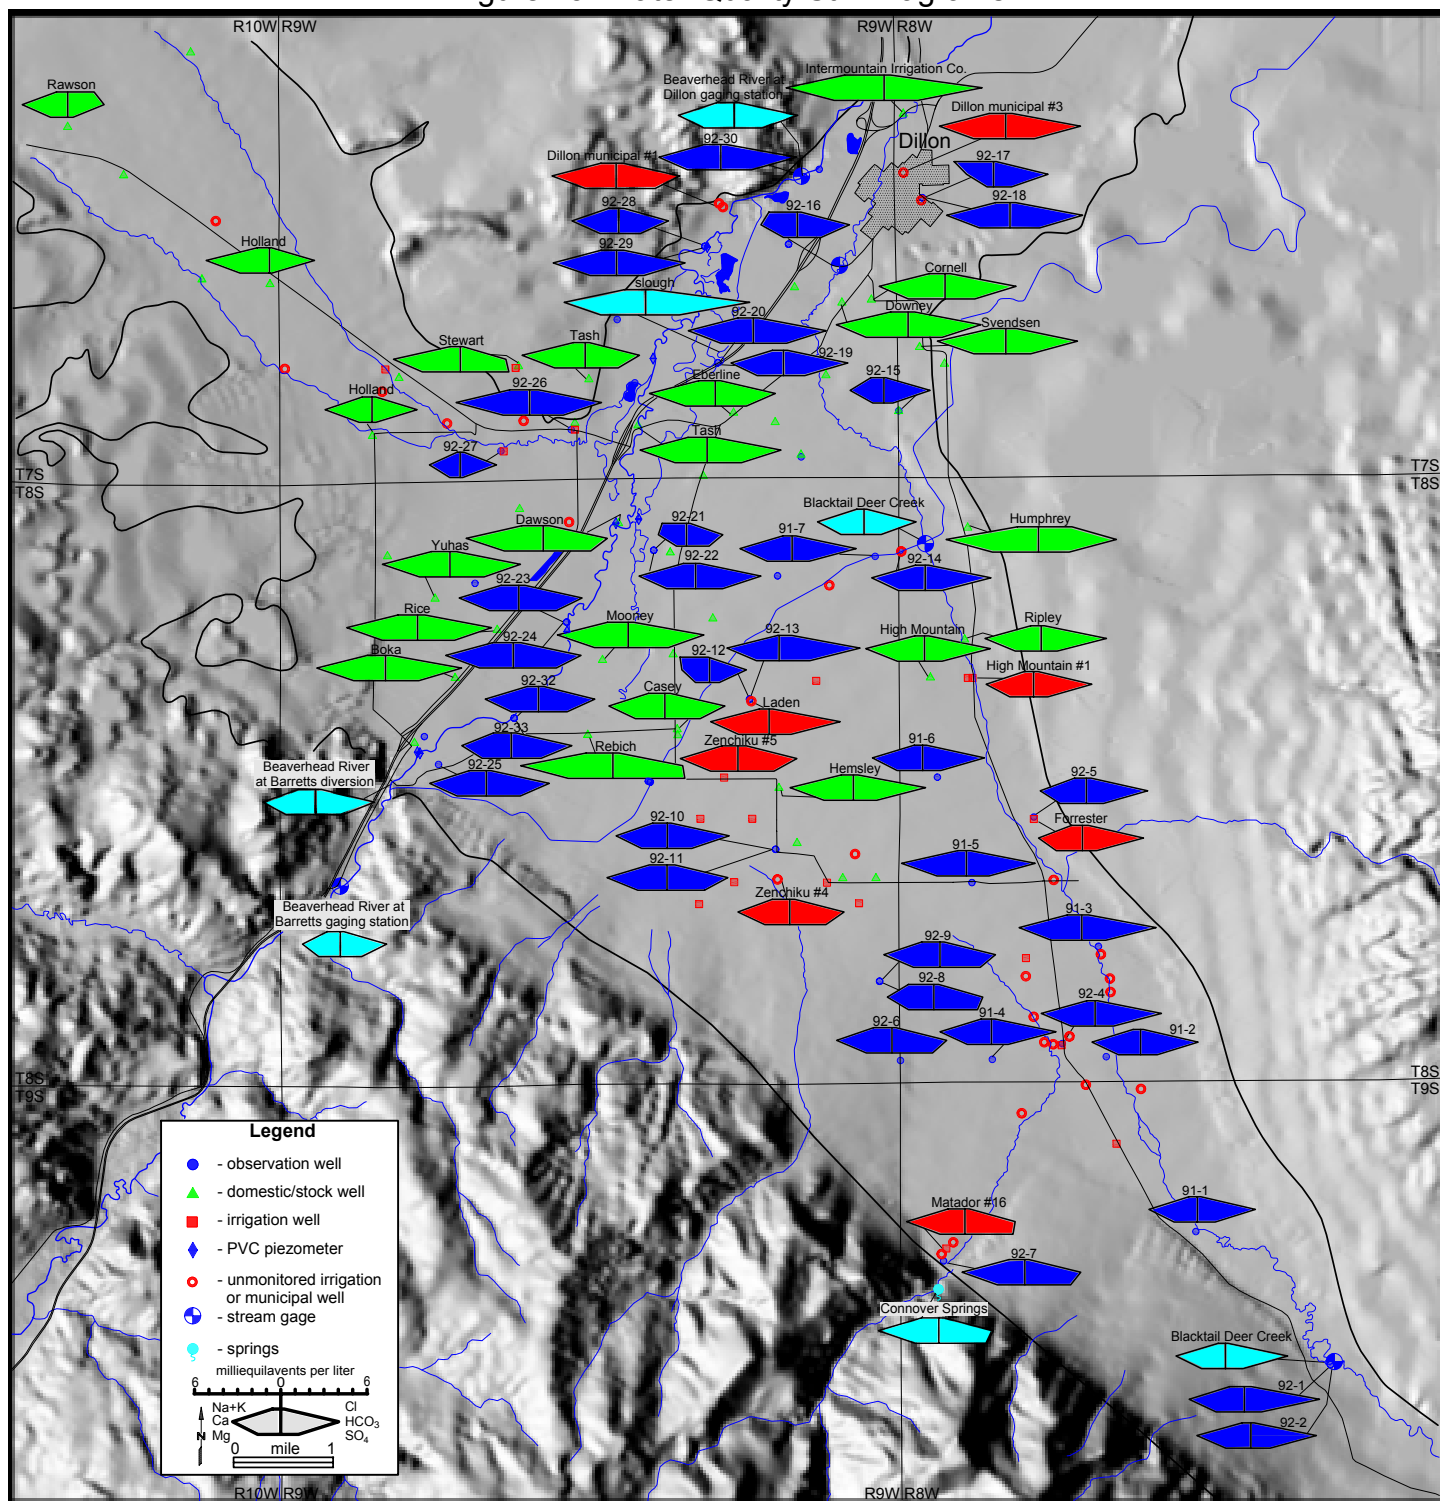 R10W R9W
R9W R8W
Intermountain Irrigation Co.
Rawson
Beaverhead River at
Dillon gaging station
Dillon municipal #3
92-30
Dillon
Dillon municipal #1
92-17
92-28
92-16
92-18
92-29
Holland
slough
Cornell
92-20
Downey
Svendsen
Stewart
Tash
92-19
Eberline
92-26
92-15
Holland
Tash
92-27
T7S
T8S
T7S
T8S
Blacktail Deer Creek
Dawson
92-21
91-7
Humphrey
Yuhas
92-22
92-14
92-23
Rice
Mooney
92-13
High Mountain
Ripley
92-24
Boka
92-12
High Mountain #1
92-32
Casey
Laden
92-33
Rebich
Zenchiku #5
91-6
Beaverhead River
at Barretts diversion
92-25
Hemsley
92-5
92-10
Forrester
92-11
91-5
Zenchiku #4
Beaverhead River at
Barretts gaging station
91-3
92-9
92-8
92-4
92-6
91-4
91-2
T8S
T9S
T8S
T9S
Legend
- observation well
- domestic/stock well
- irrigation well
- PVC piezometer
- unmonitored irrigation
or municipal well
- stream gage
- springs
milliequilavents per liter
6 0 6
Na+K Cl
Ca HCO3
N Mg SO4
0 mile 1
91-1
Matador #16
92-7
Connover Springs
Blacktail Deer Creek
92-1
92-2
R10W R9W
R9W R8W